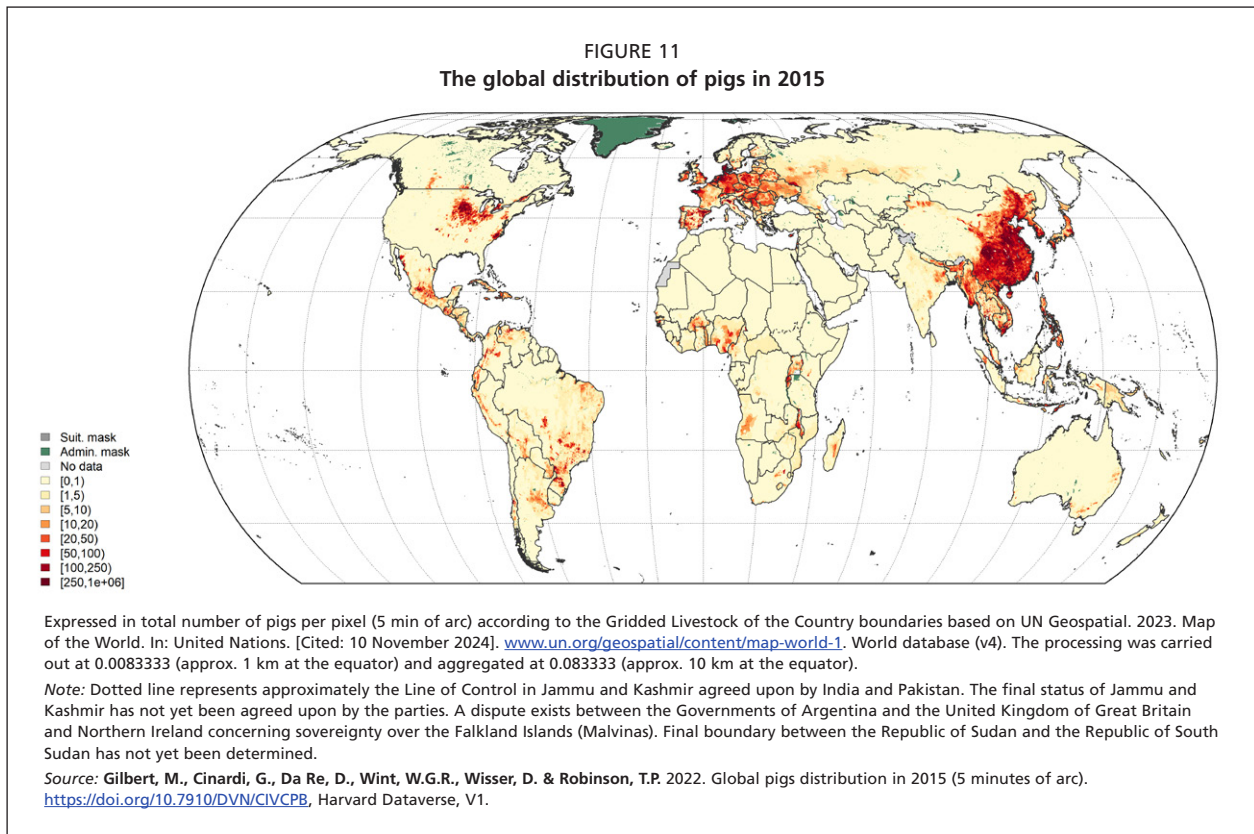 FIGURE 11
The global distribution of pigs in 2015
Suit. mask
Admin. mask
No data
[0,1)
[1,5)
[5,10)
[10,20)
[20,50)
[50,100)
[100,250)
[250,1e+06]
Expressed in total number of pigs per pixel (5 min of arc) according to the Gridded Livestock of the Country boundaries based on UN Geospatial. 2023. Map
of the World. In: United Nations. [Cited: 10 November 2024]. www.un.org/geospatial/content/map-world-1. World database (v4). The processing was carried
out at 0.0083333 (approx. 1 km at the equator) and aggregated at 0.083333 (approx. 10 km at the equator).
Note: Dotted line represents approximately the Line of Control in Jammu and Kashmir agreed upon by India and Pakistan. The final status of Jammu and
Kashmir has not yet been agreed upon by the parties. A dispute exists between the Governments of Argentina and the United Kingdom of Great Britain
and Northern Ireland concerning sovereignty over the Falkland Islands (Malvinas). Final boundary between the Republic of Sudan and the Republic of South
Sudan has not yet been determined.
Source: Gilbert, M., Cinardi, G., Da Re, D., Wint, W.G.R., Wisser, D. & Robinson, T.P. 2022. Global pigs distribution in 2015 (5 minutes of arc).
https://doi.org/10.7910/DVN/CIVCPB, Harvard Dataverse, V1.